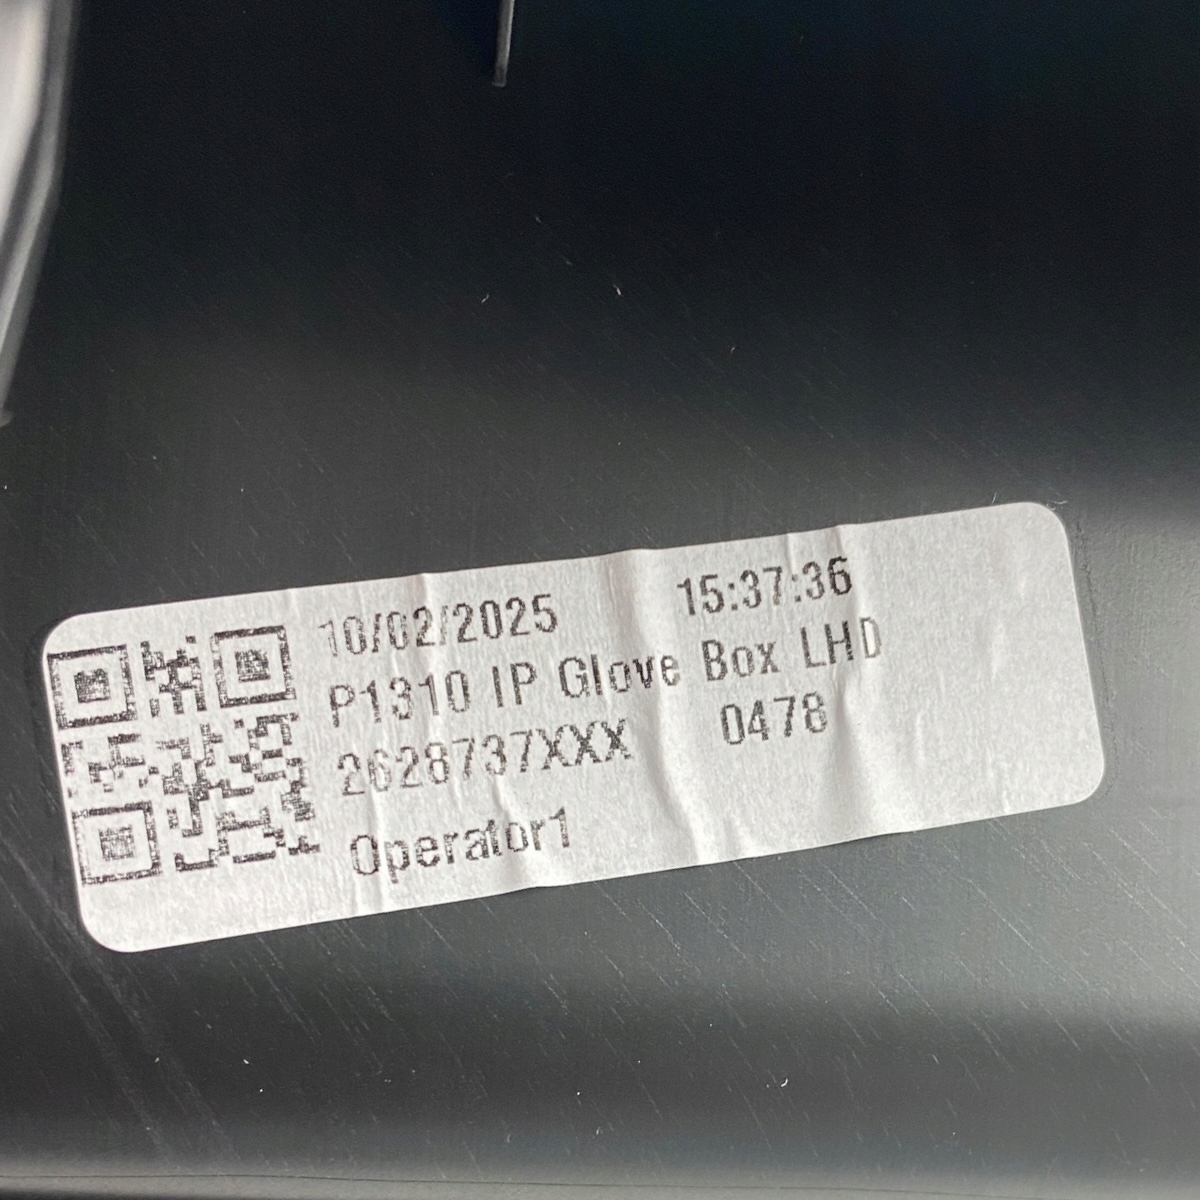 10/02/2025 15:37:36
P1310 IP Glove Box LHD
2628737XXX 0478
Operator1